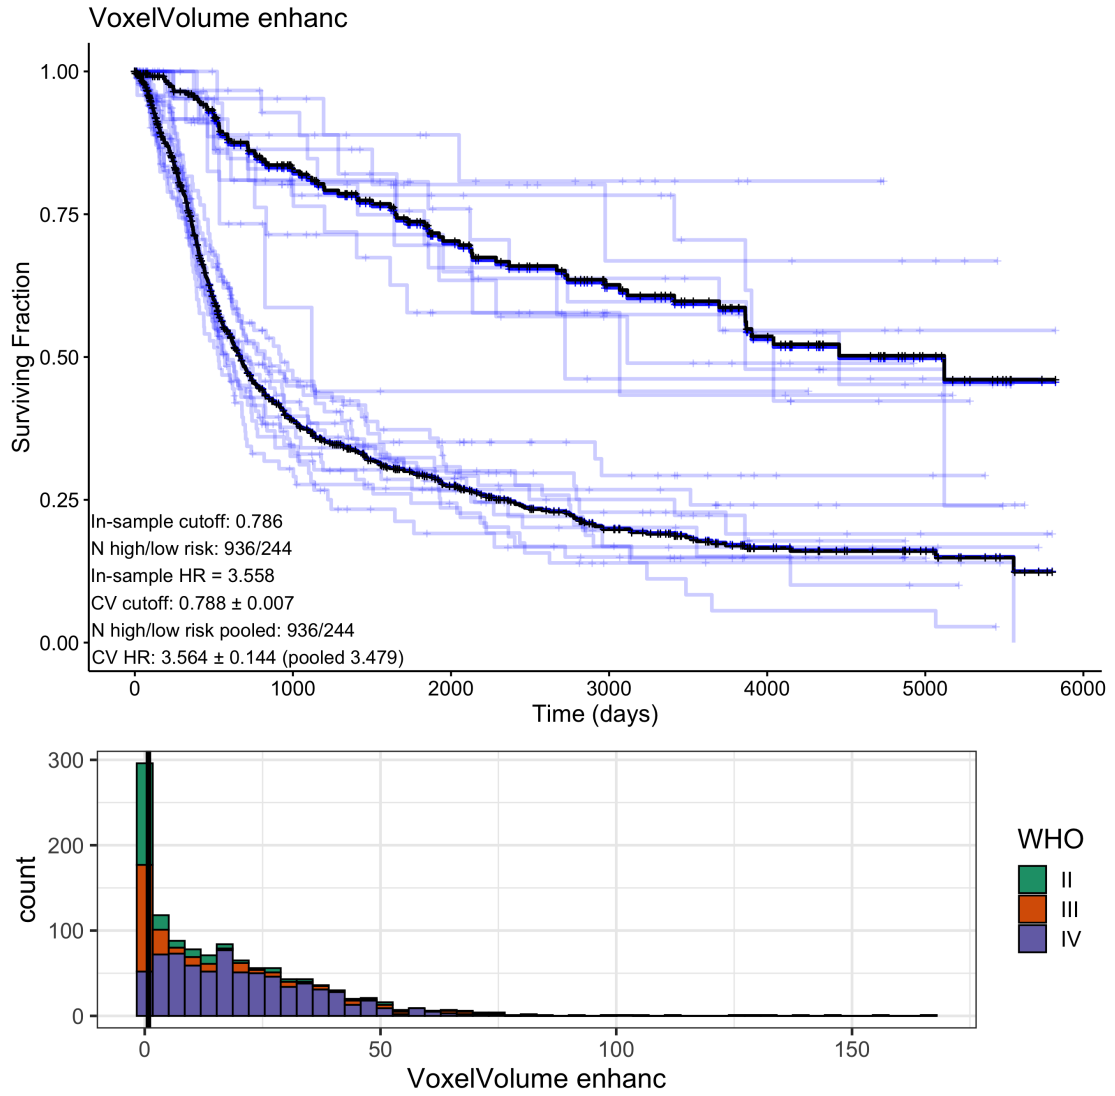 VoxelVolume enhanc
1.00
0.75
0.50
0.25
0.00
Surviving Fraction
In-sample cutoff: 0.786
N high/low risk: 936/244
In-sample HR = 3.558
CV cutoff: 0.788 ± 0.007
N high/low risk pooled: 936/244
CV HR: 3.564 ± 0.144 (pooled 3.479)
0 1000 2000 3000 4000 5000 6000
Time (days)
300
200
100
0
count
0 50 100 150
VoxelVolume enhanc
WHO
II
III
IV